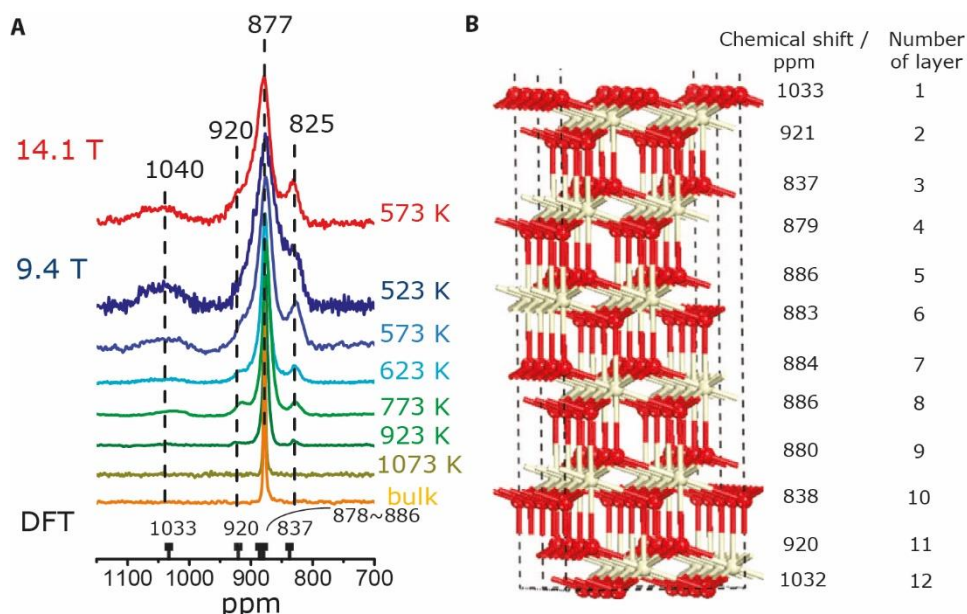 A
877
14.1 T
920
825
1040
573 K
9.4 T
523 K
573 K
623 K
773 K
923 K
1073 K
bulk
DFT
1033
920
837
878~886
1100
1000
900
800
700
ppm
B
Chemical shift / ppm
Number of layer
1033 1
921 2
837 3
879 4
886 5
883 6
884 7
886 8
880 9
838 10
920 11
1032 12